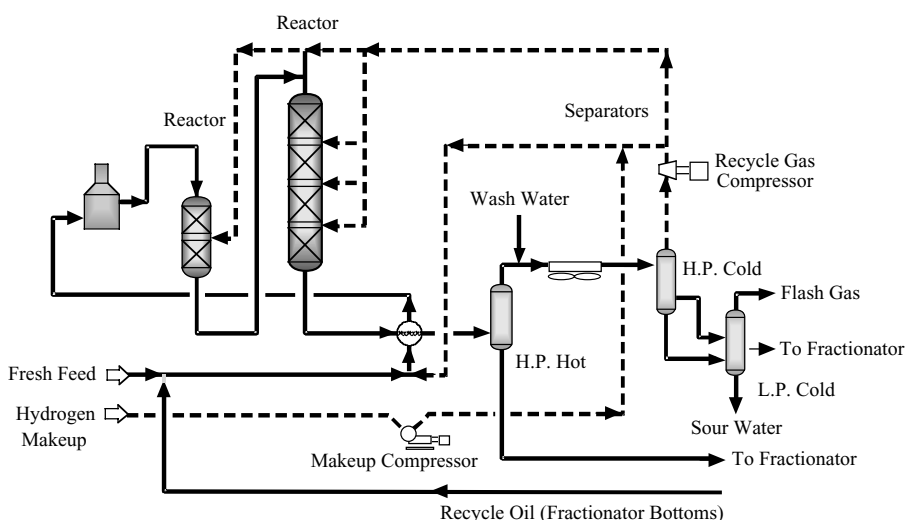 Reactor
Reactor
Separators
Recycle Gas
Compressor
Wash Water
H.P. Cold
Flash Gas
To Fractionator
H.P. Hot
Fresh Feed
L.P. Cold
Hydrogen
Makeup
Sour Water
Makeup Compressor
To Fractionator
Recycle Oil (Fractionator Bottoms)